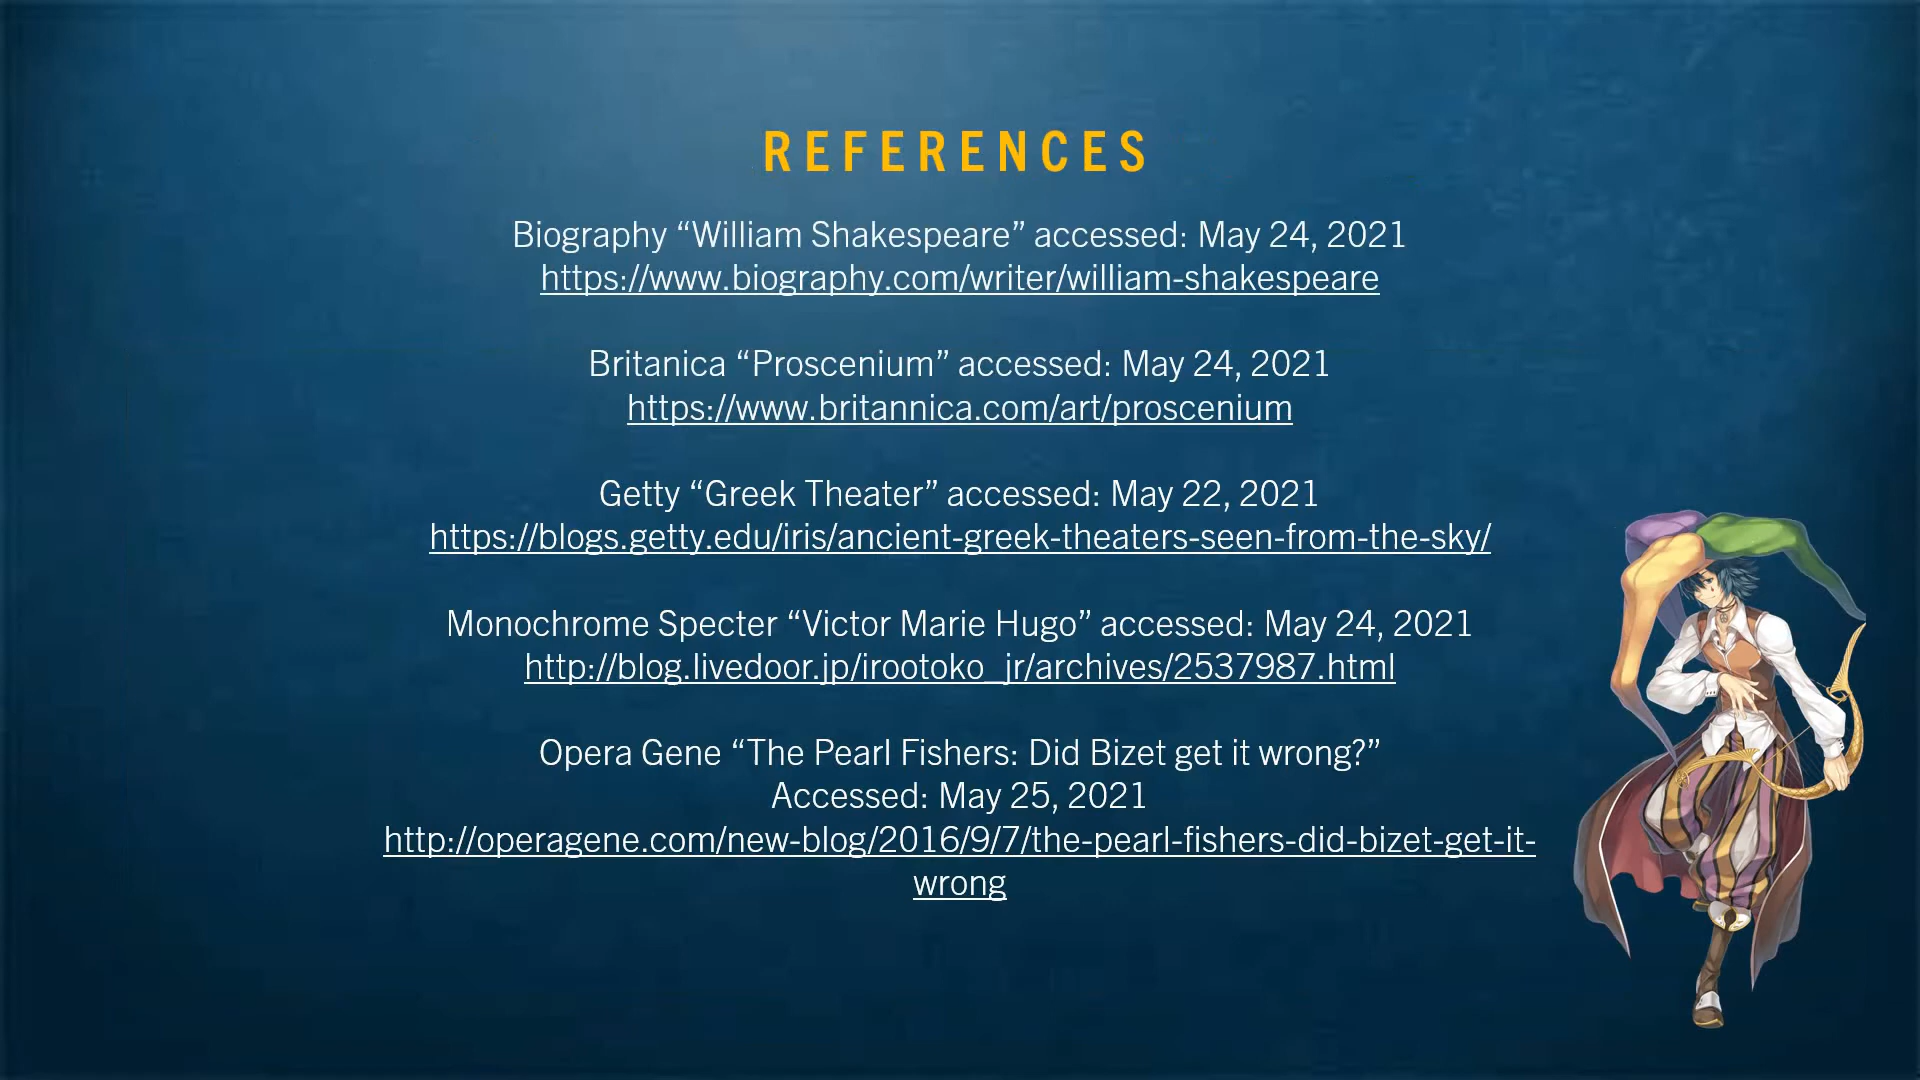 REFERENCES
Biography “William Shakespeare” accessed: May 24, 2021
https://www.biography.com/writer/william-shakespeare
Britanica “Proscenium” accessed: May 24, 2021
https://www.britannica.com/art/proscenium
Getty “Greek Theater” accessed: May 22, 2021
https://blogs.getty.edu/iris/ancient-greek-theaters-seen-from-the-sky/
Monochrome Specter “Victor Marie Hugo” accessed: May 24, 2021
http://blog.livedoor.jp/irootoko_jr/archives/2537987.html
Opera Gene “The Pearl Fishers: Did Bizet get it wrong?”
Accessed: May 25, 2021
http://operagene.com/new-blog/2016/9/7/the-pearl-fishers-did-bizet-get-it-
wrong